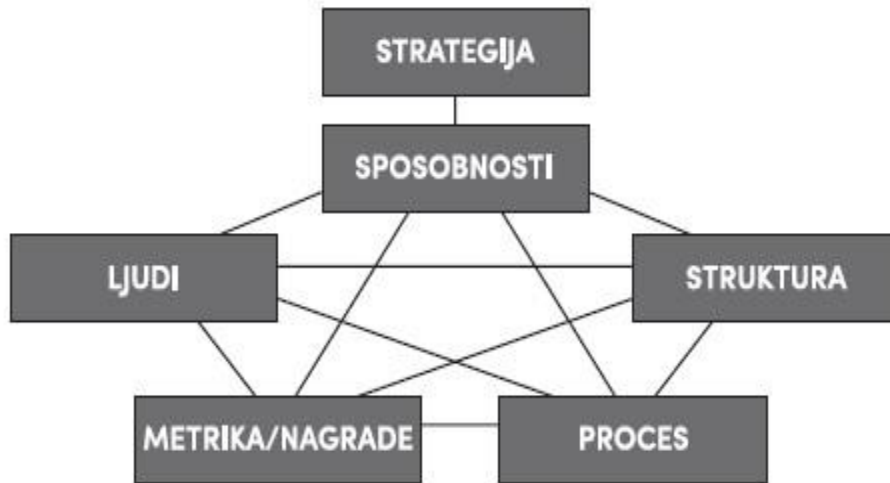 STRATEGIJA
SPOSOBNOSTI
LJUDI
STRUKTURA
METRIKA/NAGRADE
PROCES